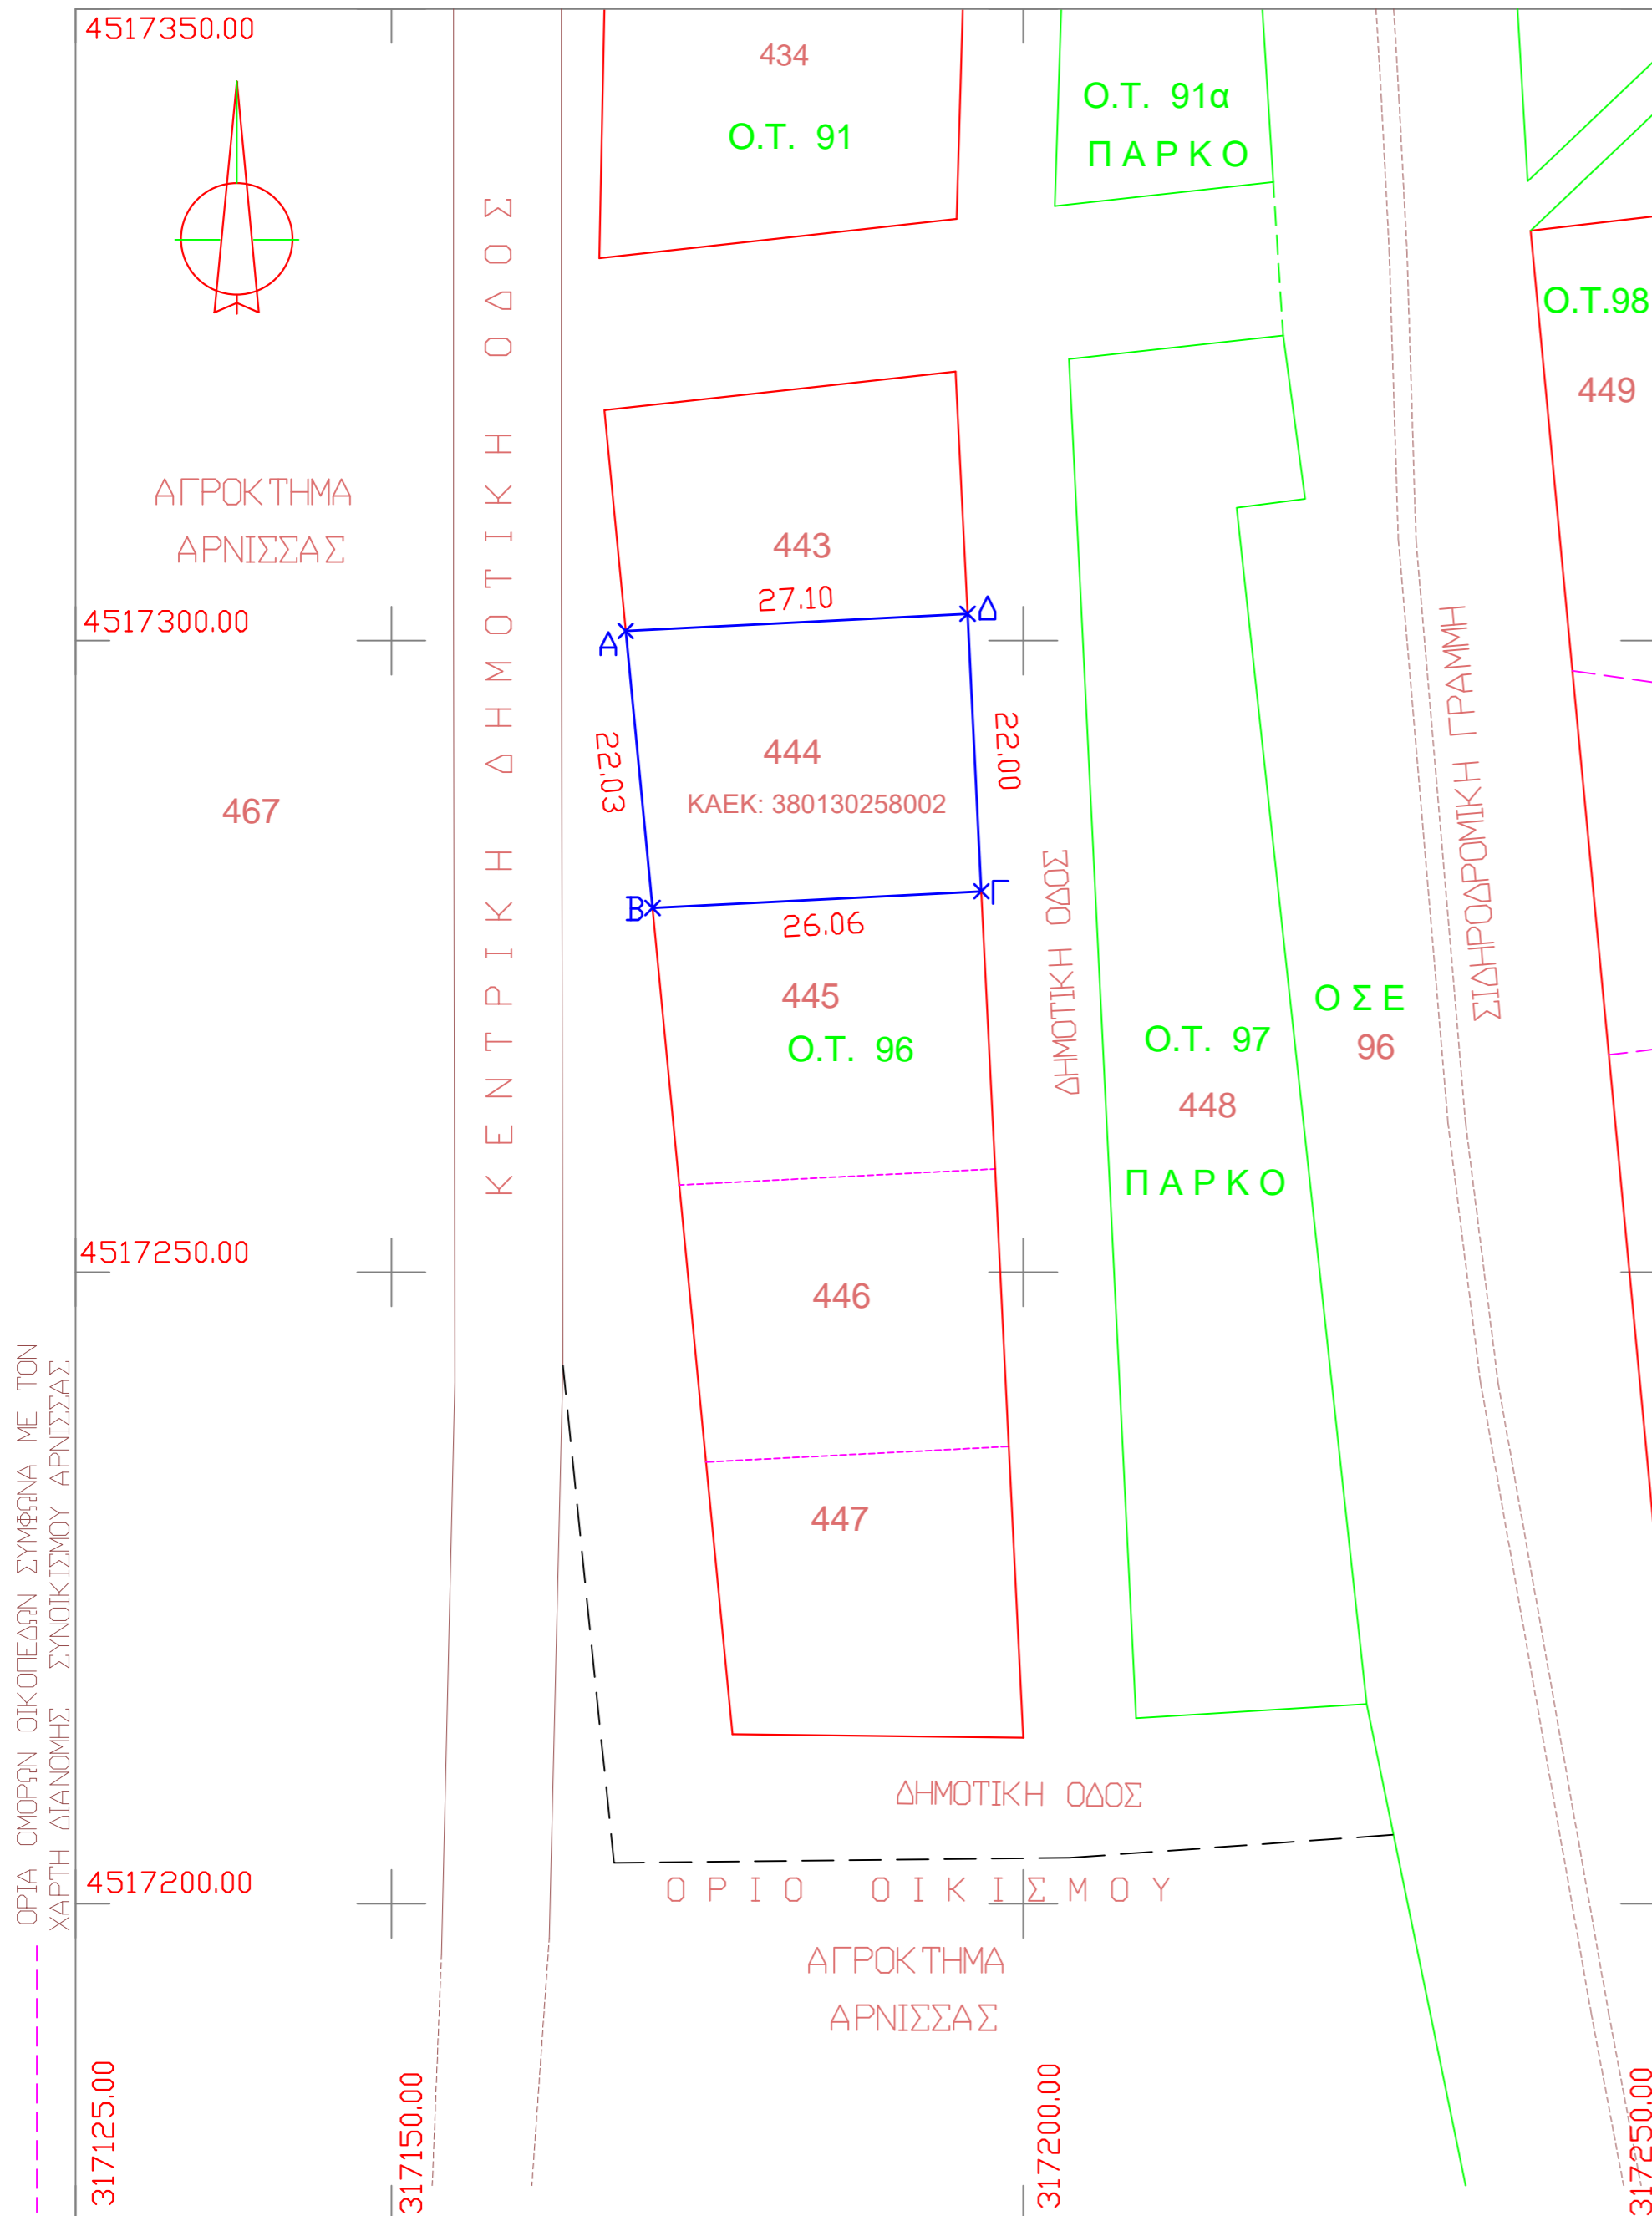 4517350.00
434
Ο.Τ. 91
Ο.Τ. 91α
ΠΑΡΚΟ
Ο.Τ.98
449
ΑΓΡΟΚΤΗΜΑ
ΑΡΝΙΣΣΑΣ
ΚΕΝΤΡΙΚΗ ΔΗΜΟΤΙΚΗ ΟΔΟΣ
443
27.10
Α
Δ
4517300.00
22.03
22.00
444
ΚΑΕΚ: 380130258002
467
Β
Γ
26.06
445
Ο.Τ. 96
ΔΗΜΟΤΙΚΗ ΟΔΟΣ
ΣΙΔΗΡΟΔΡΟΜΙΚΗ ΓΡΑΜΜΗ
ΟΣΕ
96
Ο.Τ. 97
448
ΠΑΡΚΟ
4517250.00
446
447
ΟΡΙΑ ΟΜΟΡΩΝ ΟΙΚΟΠΕΔΩΝ ΣΥΜΦΩΝΑ ΜΕ ΤΟΝ
ΧΑΡΤΗ ΔΙΑΝΟΜΗΣ ΣΥΝΟΙΚΙΣΜΟΥ ΑΡΝΙΣΣΑΣ
ΔΗΜΟΤΙΚΗ ΟΔΟΣ
4517200.00
ΟΡΙΟ ΟΙΚΙΣΜΟΥ
ΑΓΡΟΚΤΗΜΑ
ΑΡΝΙΣΣΑΣ
317125.00
317150.00
317200.00
317250.00